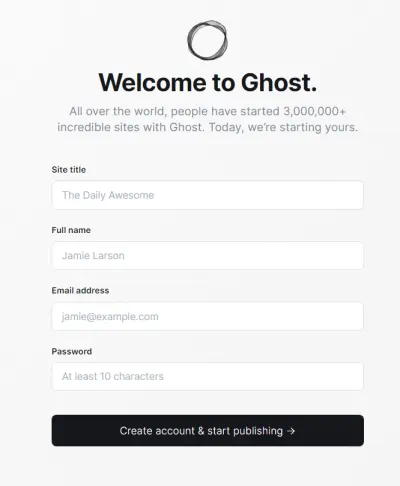 Welcome to Ghost.
All over the world, people have started 3,000,000+
incredible sites with Ghost. Today, we’re starting yours.
Site title
The Daily Awesome
Full name
Jamie Larson
Email address
jamie@example.com
Password
At least 10 characters
Create account & start publishing →